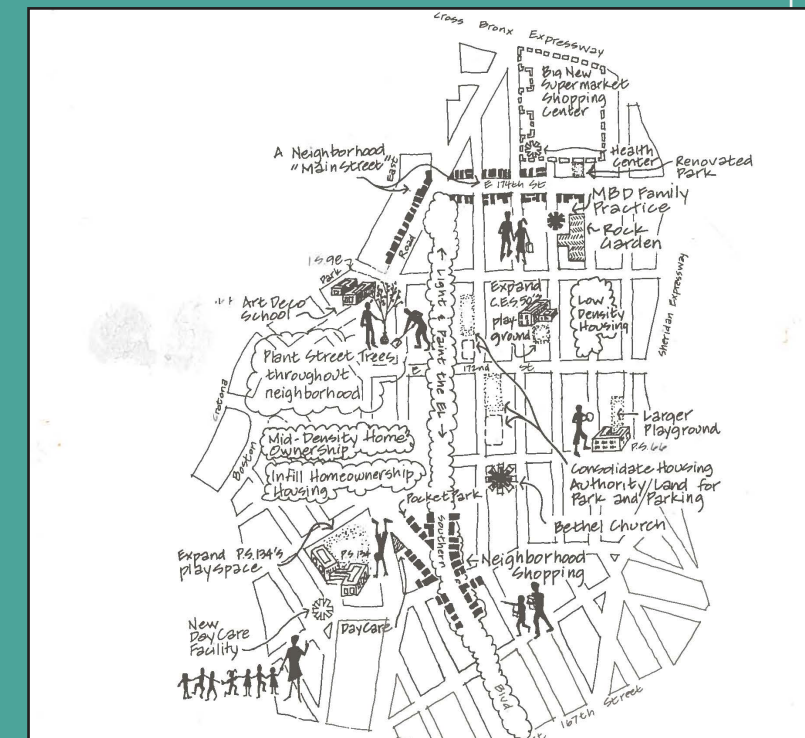 Cross Bronx Expressway
Big New
Supermarket
Shopping
Center
A Neighborhood
"Main Street"
East
Road
E 174th St
Health
Center
Renovated
Park
MBD Family
Practice
Rock
Garden
I.S. 98
Park
Art Deco
School
← Light & Paint the El →
Expand
C.E.S. 50's
play
ground
Low
Density
Housing
Sheridan Expressway
Plant Street Trees
throughout
neighborhood
E
172nd
St
Crotona
Boston
Mid-Density Home
Ownership
Infill Homeownership
Housing
Larger
Playground
P.S. 66
Consolidate Housing
Authority/Land for
Park and Parking
Pocket Park
Bethel Church
Southern
Expand P.S. 134's
playspace
P.S. 134
Neighborhood
Shopping
New
Day Care
Facility
DayCare
Blvd
167th Street